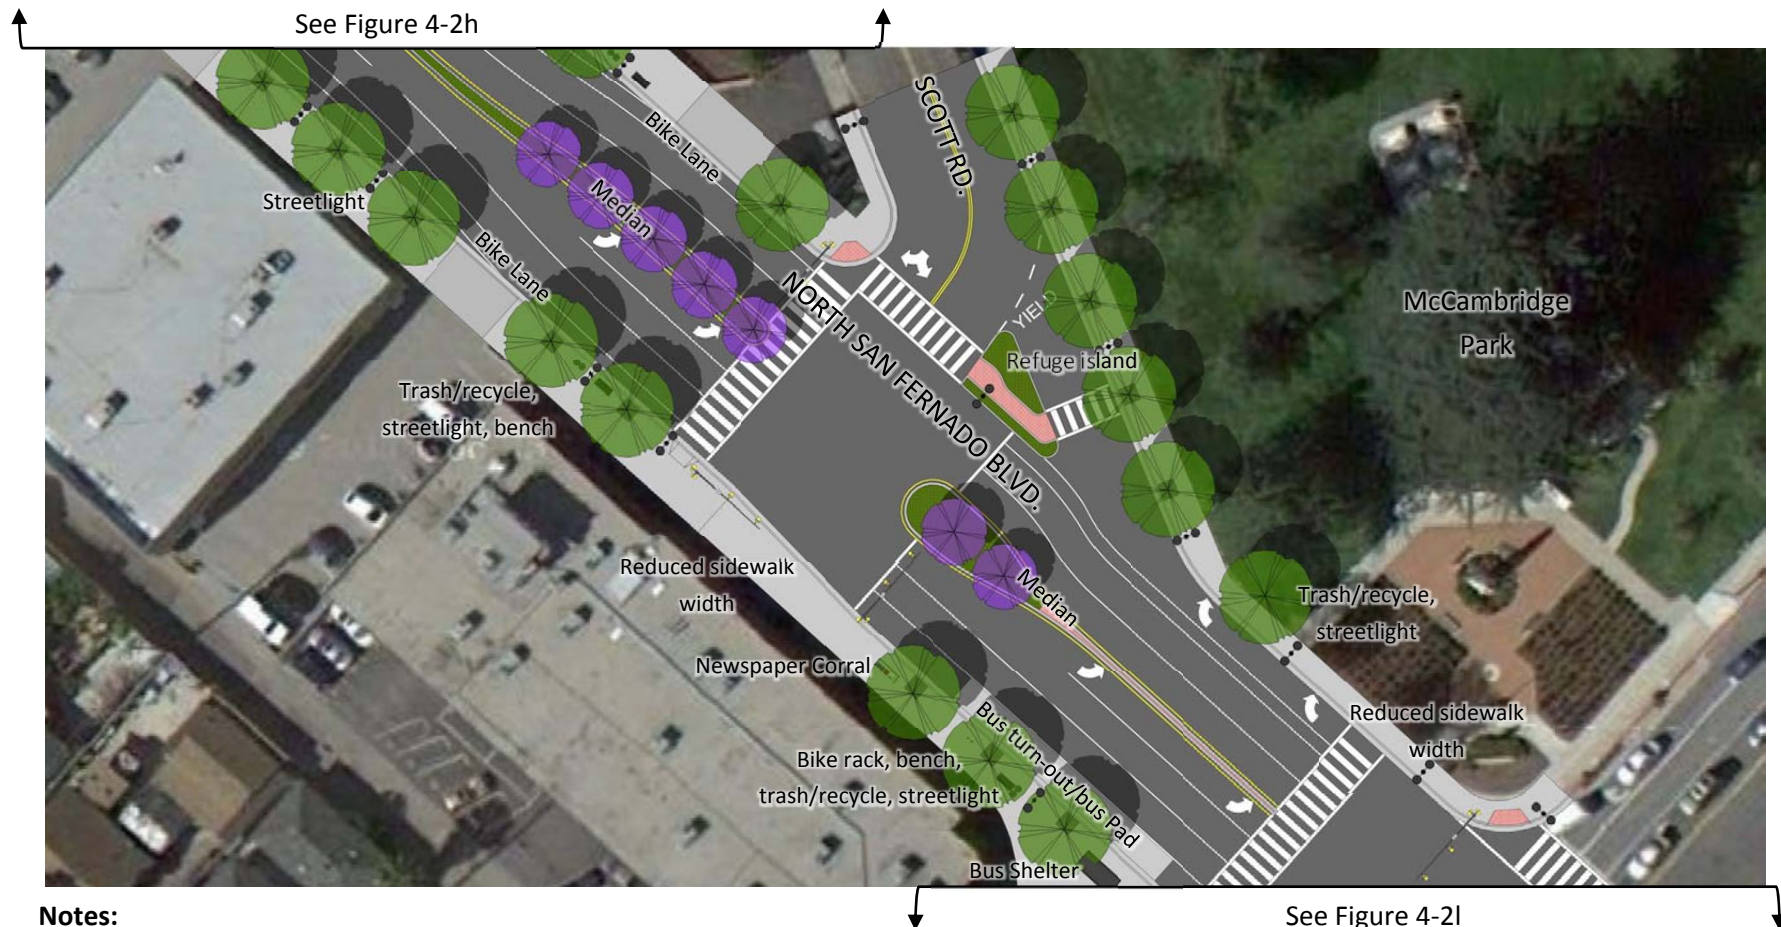 See Figure 4-2h
SCOTT RD.
Bike Lane
Streetlight
Median
Bike Lane
YIELD
NORTH SAN FERNADO BLVD.
McCambridge
Park
Refuge island
Trash/recycle,
streetlight, bench
Reduced sidewalk
width
Median
Trash/recycle,
streetlight
Newspaper Corral
Bus turn-out/bus Pad
Reduced sidewalk
width
Bike rack, bench,
trash/recycle, streetlight
Bus Shelter
Notes:
See Figure 4-2l